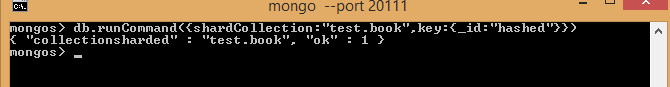 mongo --port 20111
mongos> db.runCommand({shardCollection:"test.book",key:{_id:"hashed"}})
{ "collectionsharded" : "test.book", "ok" : 1 }
mongos> _